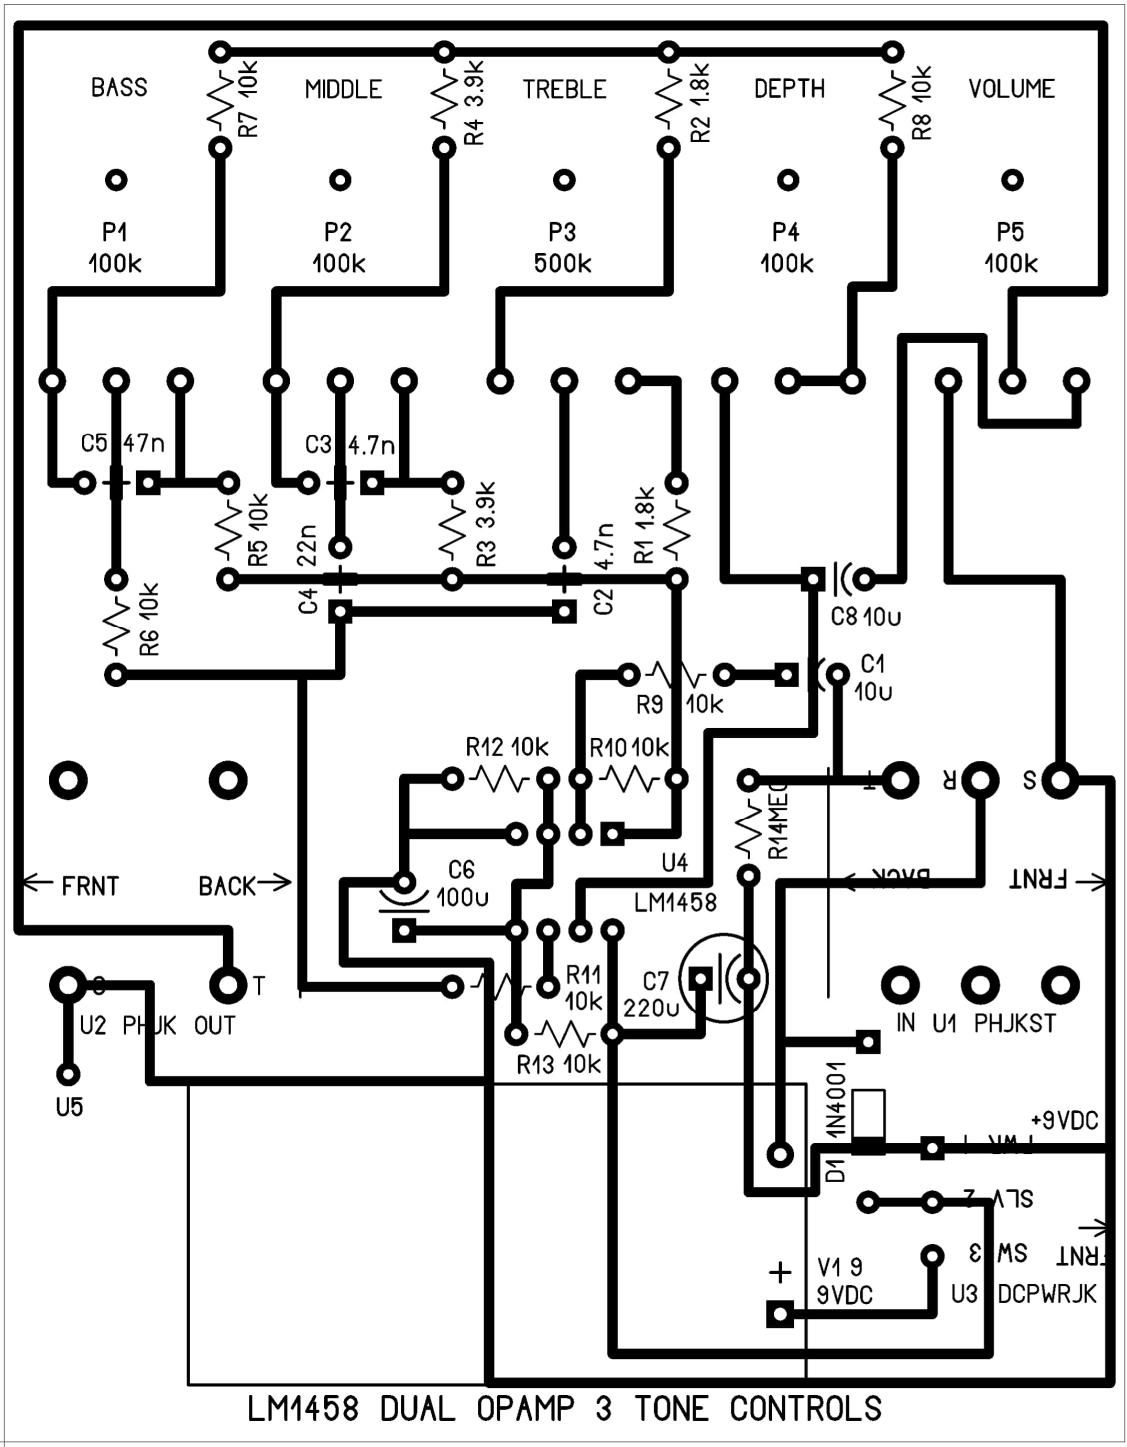 BASS
R7 10k
MIDDLE
R4 3.9k
TREBLE
R2 1.8k
DEPTH
R8 10k
VOLUME
P1
100k
P2
100k
P3
500k
P4
100k
P5
100k
C5 47n
C3 4.7n
R5 10k
C4 22n
R3 3.9k
C2 4.7n
R1 1.8k
R6 10k
C8 10u
C1
10u
R9 10k
R12 10k
R10 10k
R14
T
R
S
U4
LM1458
C6
100u
FRNT
BACK
BACK
FRNT
T
U2 PHJK OUT
R11
10k
C7
220u
IN U1 PHJKST
R13 10k
U5
D1 1N4001
+9VDC
SLV 2
SW 3
FRNT
+
V1 9
9VDC
U3 DCPWRJK
LM1458 DUAL OPAMP 3 TONE CONTROLS